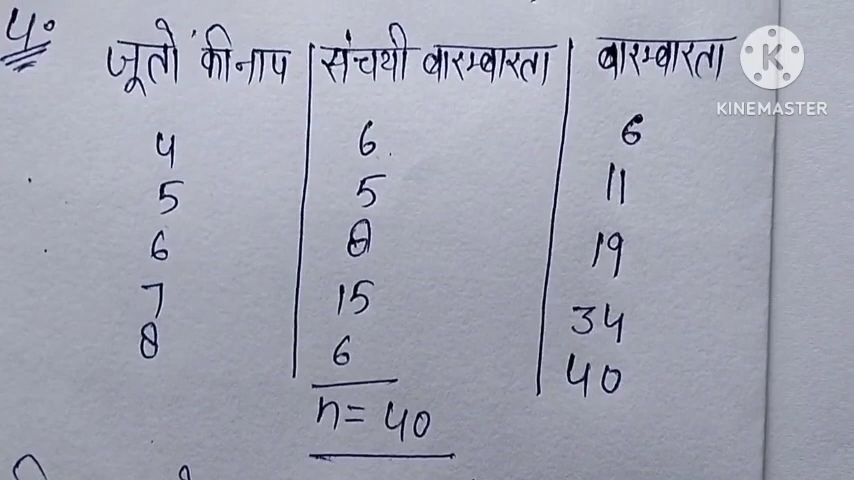 4.
जूतो की नाप संचयी बारम्बारता बारम्बारता
KINEMASTER
4 6 6
5 5 11
6 8 19
7 15 34
8 6 40
n = 40